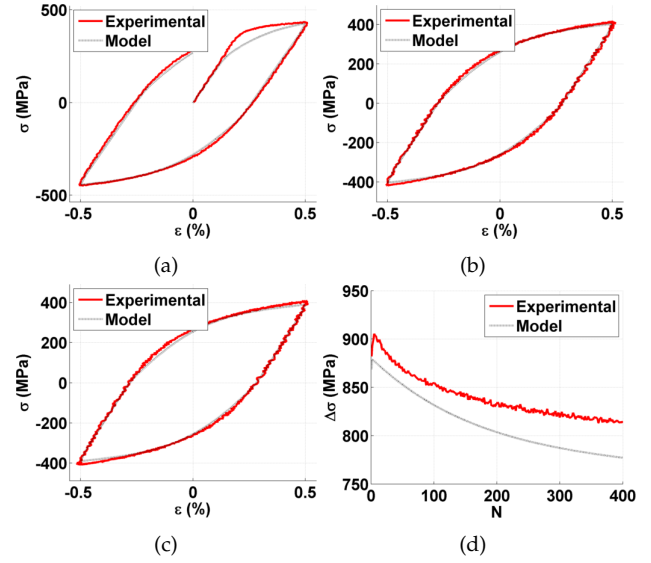 500
Experimental
Model
σ (MPa)
0
-500
-0.5 0 0.5
ε (%)
(a)
400
200
0
-200
-400
Experimental
Model
σ (MPa)
-0.5 0 0.5
ε (%)
(b)
400
200
0
-200
-400
Experimental
Model
σ (MPa)
-0.5 0 0.5
ε (%)
(c)
950
900
850
800
750
Experimental
Model
Δσ (MPa)
0 100 200 300 400
N
(d)